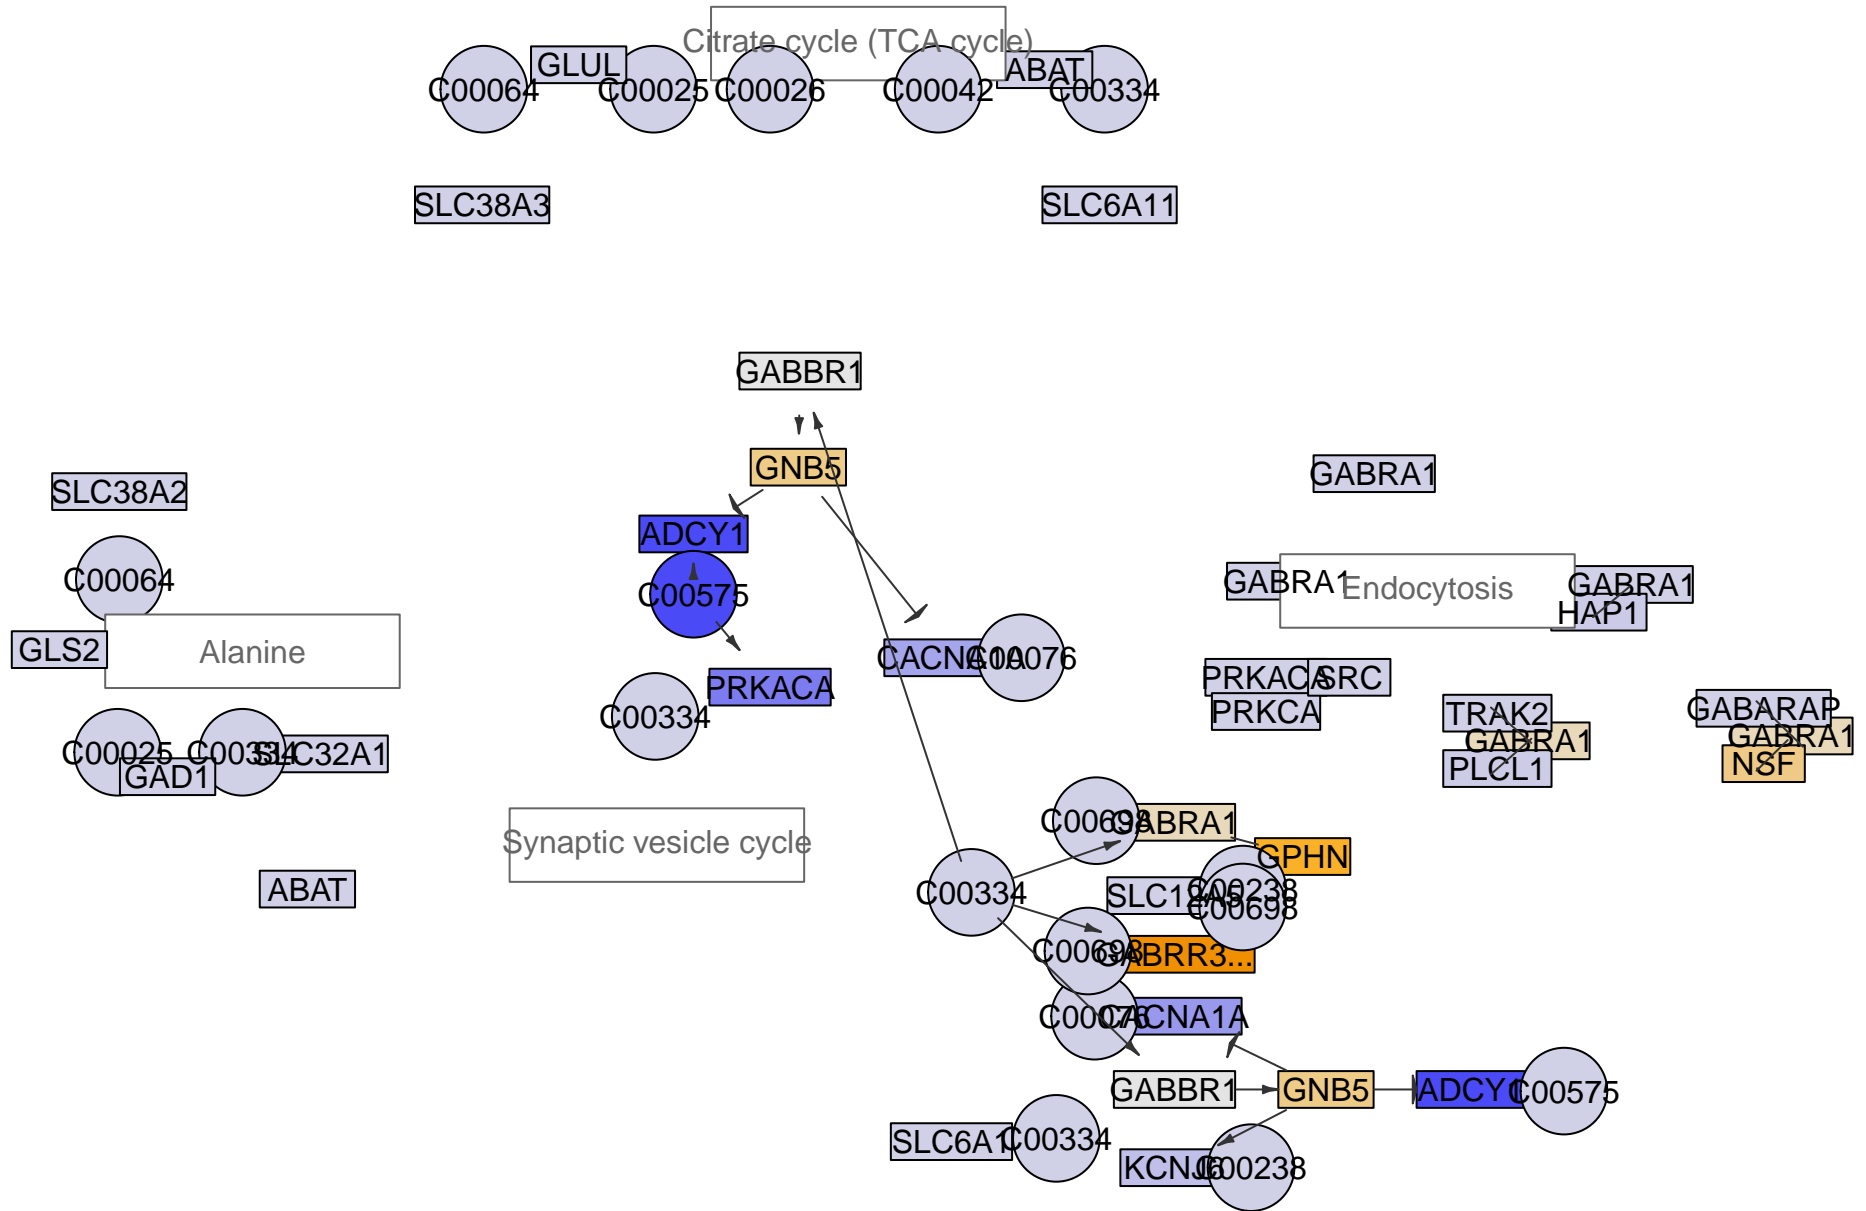 Citrate cycle (TCA cycle)
GLUL
ABAT
C00064
C00025
C00026
C00042
C00334
SLC38A3
SLC6A11
GABBR1
GNB5
GABRA1
SLC38A2
ADCY1
C00064
C00575
GABRA1
Endocytosis
GABRA1
HAP1
GLS2
Alanine
CACNA1A
C00076
PRKACA
PRKACA
SRC
C00334
PRKCA
TRAK2
GABARAP
GABRA1
GABRA1
C00025
C00334
SLC32A1
GAD1
PLCL1
NSF
C00698
GABRA1
Synaptic vesicle cycle
GPHN
ABAT
C00334
SLC12A5
C00238
C00698
C00698
GABRR3...
C00076
CACNA1A
GABBR1
GNB5
ADCY1
C00575
SLC6A1
C00334
KCNJ6
C00238